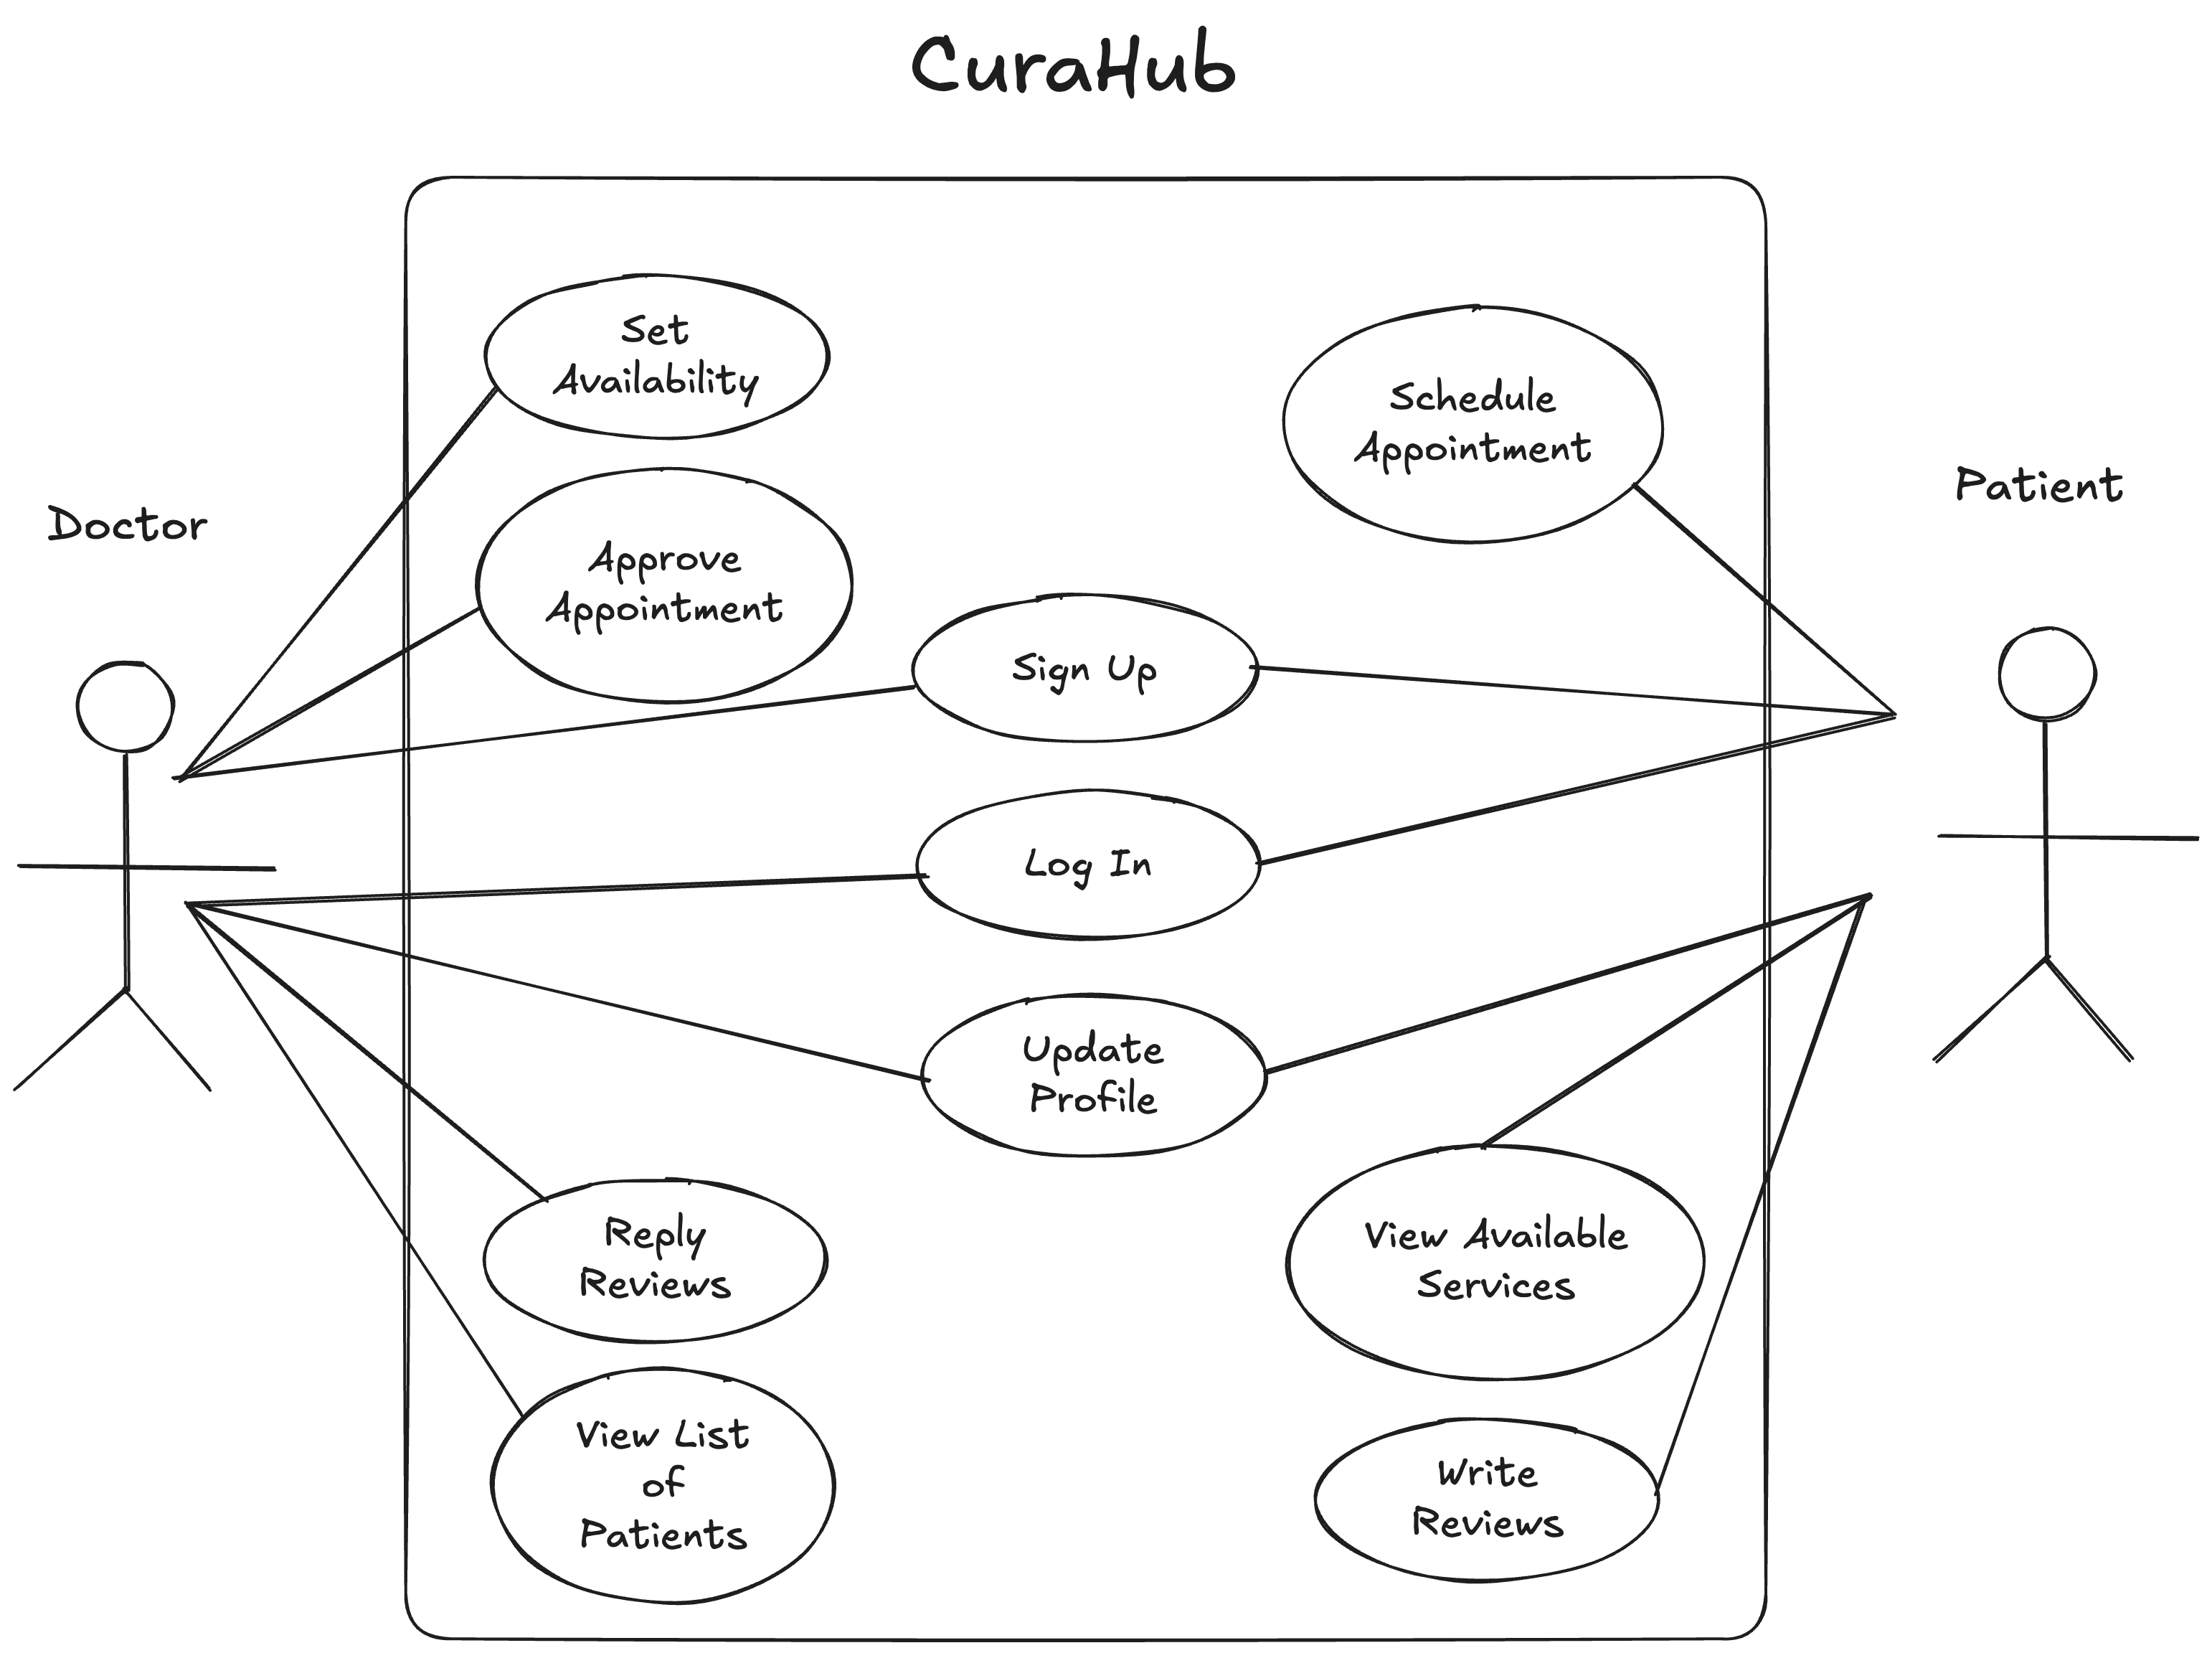 CuraHub
Doctor
Patient
Set
Availability
Approve
Appointment
Schedule
Appointment
Sign Up
Log In
Update
Profile
Reply
Reviews
View List
of
Patients
View Available
Services
Write
Reviews